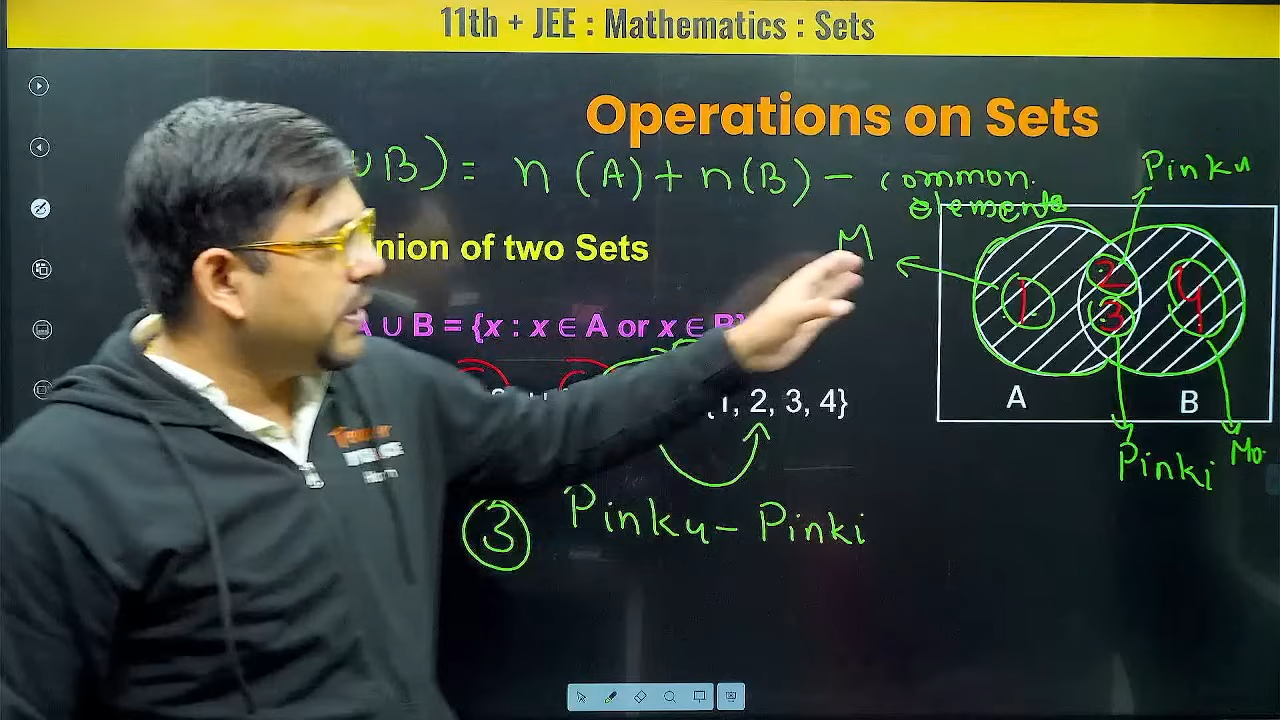 11th + JEE : Mathematics : Sets
Operations on Sets
∪B) = n(A) + n(B) − common
elements
Pinku
M
nion of two Sets
A ∪ B = {x : x ∈ A or x ∈ B}
1 2 3 4
{1, 2, 3, 4}
A B
Pinki Mo
③ Pinku – Pinki